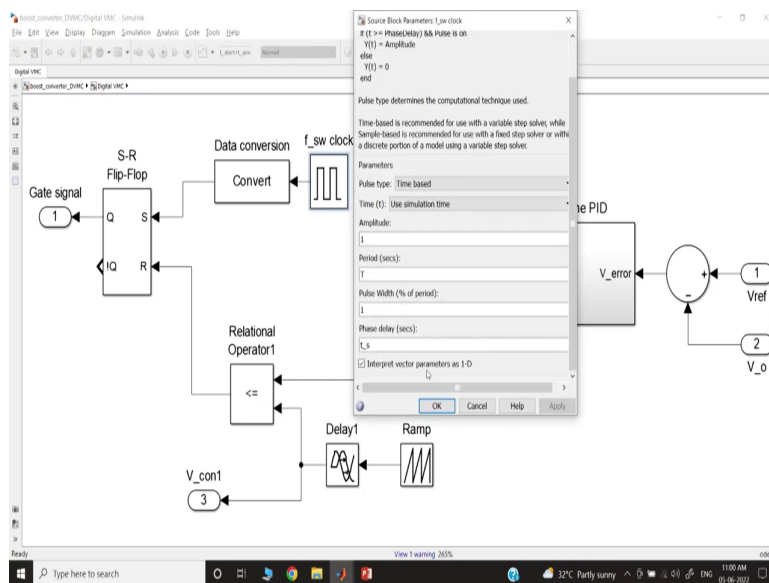 boost_converter_DVMC/Digital VMC - Simulink
File Edit View Display Diagram Simulation Analysis Code Tools Help
Normal
Digital VMC
boost_converter_DVMC Digital VMC
Source Block Parameters: f_sw clock
if (t >= PhaseDelay) && Pulse is on
Y(t) = Amplitude
else
Y(t) = 0
end
Pulse type determines the computational technique used.
Time-based is recommended for use with a variable step solver, while
Sample-based is recommended for use with a fixed step solver or withi
a discrete portion of a model using a variable step solver.
Parameters
Pulse type: Time based
Time (t): Use simulation time
Amplitude:
1
Period (secs):
T
Pulse Width (% of period):
1
Phase delay (secs):
t_s
Interpret vector parameters as 1-D
OK Cancel Help Apply
Data conversion
f_sw clock
Convert
S-R
Flip-Flop
Gate signal
1
Q S
!Q R
Relational
Operator1
<=
Delay1
Ramp
V_con1
3
he PID
V_error
+
−
1
Vref
2
V_o
Ready
View 1 warning 265%
ode
Type here to search
32°C Partly sunny
ENG
11:00 AM
05-06-2022